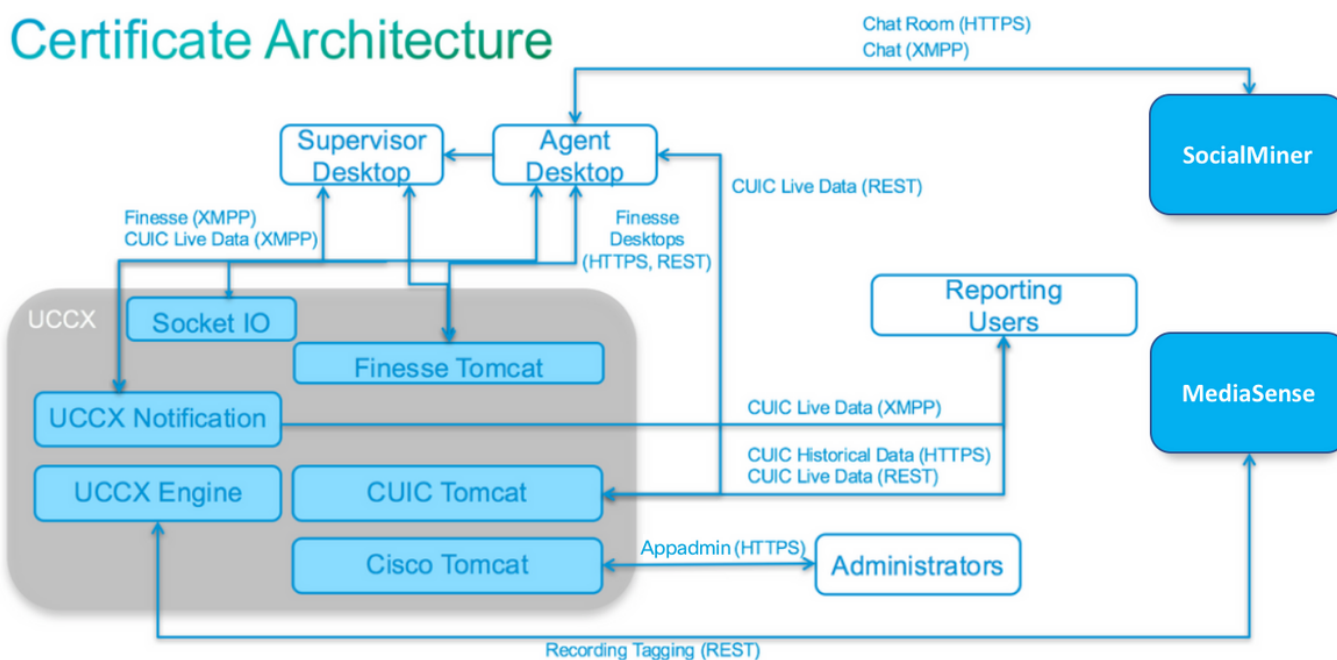 Certificate Architecture
Chat Room (HTTPS)
Chat (XMPP)
Supervisor
Desktop
Agent
Desktop
SocialMiner
CUIC Live Data (REST)
Finesse (XMPP)
CUIC Live Data (XMPP)
Finesse
Desktops
(HTTPS, REST)
Reporting
Users
UCCX
Socket IO
Finesse Tomcat
MediaSense
UCCX Notification
CUIC Live Data (XMPP)
CUIC Historical Data (HTTPS)
CUIC Live Data (REST)
UCCX Engine
CUIC Tomcat
Cisco Tomcat
Appadmin (HTTPS)
Administrators
Recording Tagging (REST)